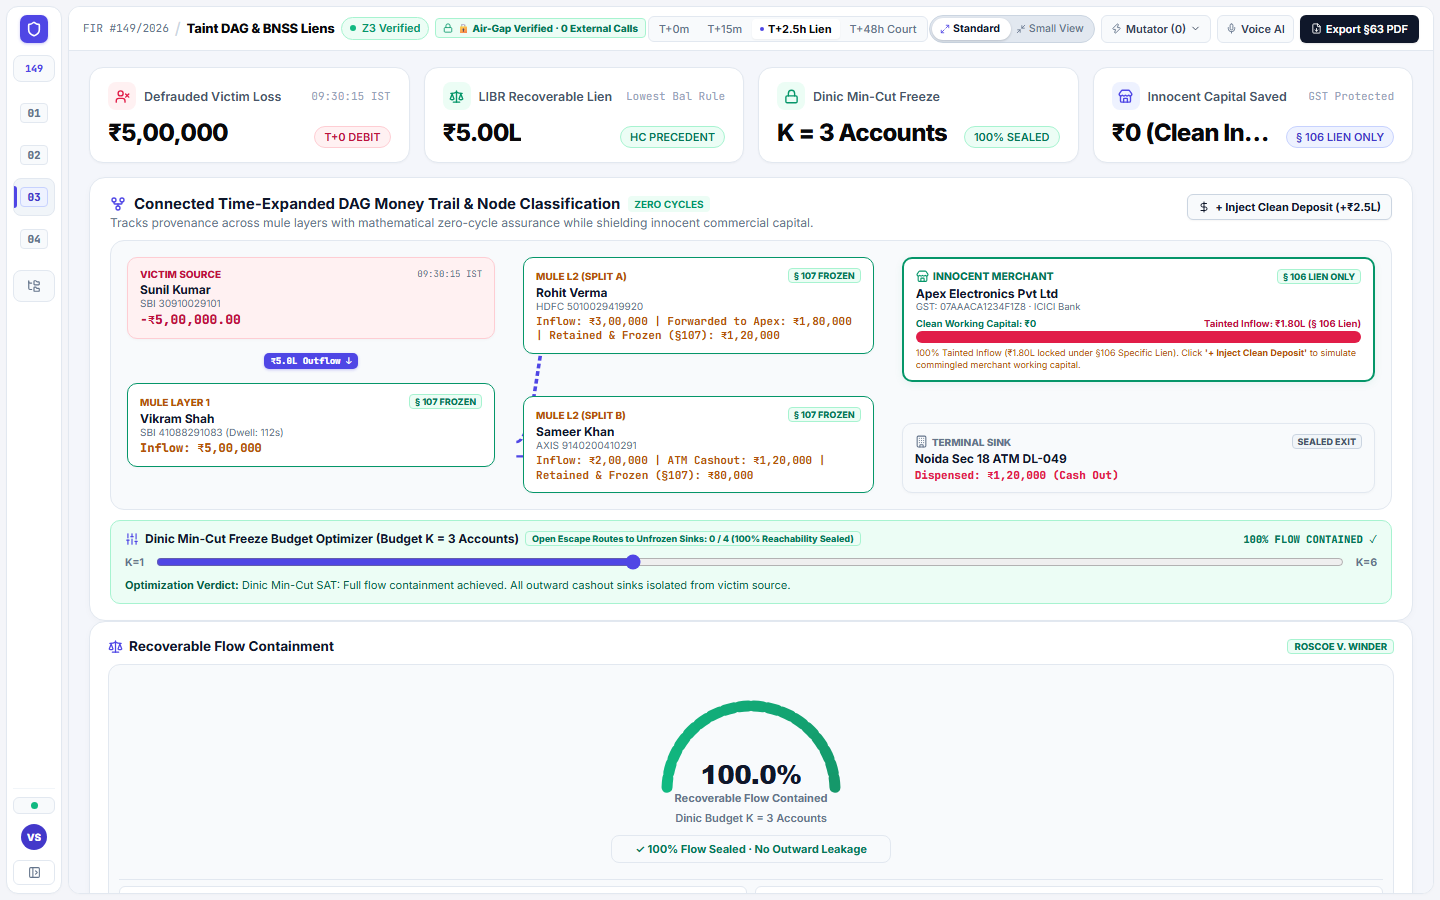 FIR #149/2026 / Taint DAG & BNSS Liens
Z3 Verified
🔒 Air-Gap Verified · 0 External Calls
T+0m
T+15m
• T+2.5h Lien
T+48h Court
Standard
Small View
Mutator (0)
Voice AI
Export §63 PDF
149
01
02
03
04
VS
Defrauded Victim Loss
09:30:15 IST
₹5,00,000
T+0 DEBIT
LIBR Recoverable Lien
Lowest Bal Rule
₹5.00L
HC PRECEDENT
Dinic Min-Cut Freeze
K = 3 Accounts
100% SEALED
Innocent Capital Saved
GST Protected
₹0 (Clean In...
§ 106 LIEN ONLY
Connected Time-Expanded DAG Money Trail & Node Classification
ZERO CYCLES
Tracks provenance across mule layers with mathematical zero-cycle assurance while shielding innocent commercial capital.
+ Inject Clean Deposit (+₹2.5L)
VICTIM SOURCE
09:30:15 IST
Sunil Kumar
SBI 30910029101
-₹5,00,000.00
₹5.0L Outflow ↓
MULE LAYER 1
§ 107 FROZEN
Vikram Shah
SBI 41088291083 (Dwell: 112s)
Inflow: ₹5,00,000
MULE L2 (SPLIT A)
§ 107 FROZEN
Rohit Verma
HDFC 5010029419920
Inflow: ₹3,00,000 | Forwarded to Apex: ₹1,80,000
| Retained & Frozen (§107): ₹1,20,000
MULE L2 (SPLIT B)
§ 107 FROZEN
Sameer Khan
AXIS 9140200410291
Inflow: ₹2,00,000 | ATM Cashout: ₹1,20,000 |
Retained & Frozen (§107): ₹80,000
INNOCENT MERCHANT
§ 106 LIEN ONLY
Apex Electronics Pvt Ltd
GST: 07AAACA1234F1Z8 · ICICI Bank
Clean Working Capital: ₹0
Tainted Inflow: ₹1.80L (§ 106 Lien)
100% Tainted Inflow (₹1.80L locked under §106 Specific Lien). Click '+ Inject Clean Deposit' to simulate
commingled merchant working capital.
TERMINAL SINK
SEALED EXIT
Noida Sec 18 ATM DL-049
Dispensed: ₹1,20,000 (Cash Out)
Dinic Min-Cut Freeze Budget Optimizer (Budget K = 3 Accounts)
Open Escape Routes to Unfrozen Sinks: 0 / 4 (100% Reachability Sealed)
100% FLOW CONTAINED ✓
K=1
K=6
Optimization Verdict: Dinic Min-Cut SAT: Full flow containment achieved. All outward cashout sinks isolated from victim source.
Recoverable Flow Containment
ROSCOE V. WINDER
100.0%
Recoverable Flow Contained
Dinic Budget K = 3 Accounts
✓ 100% Flow Sealed · No Outward Leakage